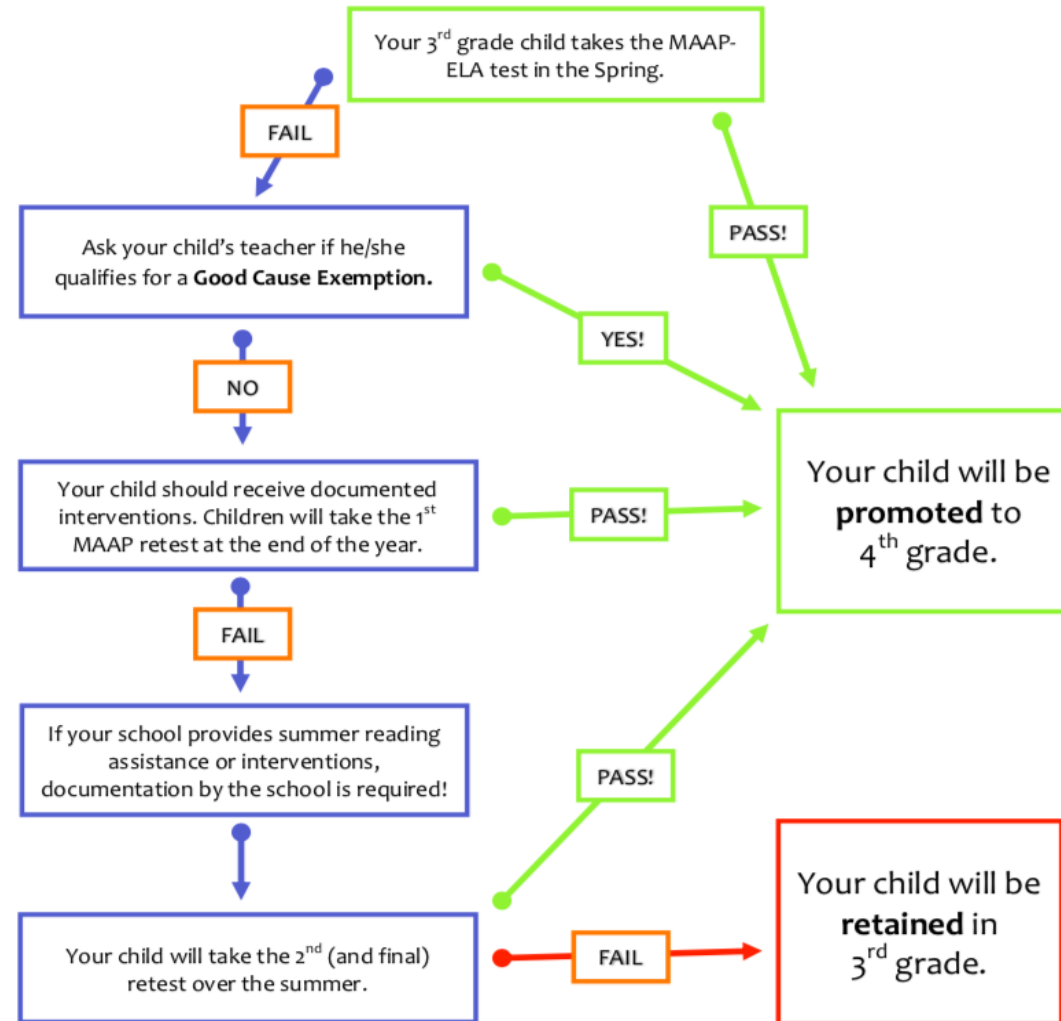 Your 3rd grade child takes the MAAP-
ELA test in the Spring.
FAIL
PASS!
Ask your child's teacher if he/she
qualifies for a Good Cause Exemption.
YES!
NO
Your child should receive documented
interventions. Children will take the 1st
MAAP retest at the end of the year.
PASS!
Your child will be
promoted to
4th grade.
FAIL
If your school provides summer reading
assistance or interventions,
documentation by the school is required!
PASS!
Your child will take the 2nd (and final)
retest over the summer.
FAIL
Your child will be
retained in
3rd grade.